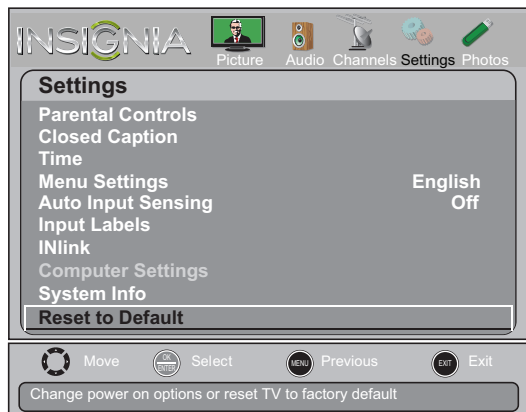 INSIGNIA
Picture Audio Channels Settings Photos
Settings
Parental Controls
Closed Caption
Time
Menu Settings English
Auto Input Sensing Off
Input Labels
INlink
Computer Settings
System Info
Reset to Default
Move OK ENTER Select MENU Previous EXIT Exit
Change power on options or reset TV to factory default